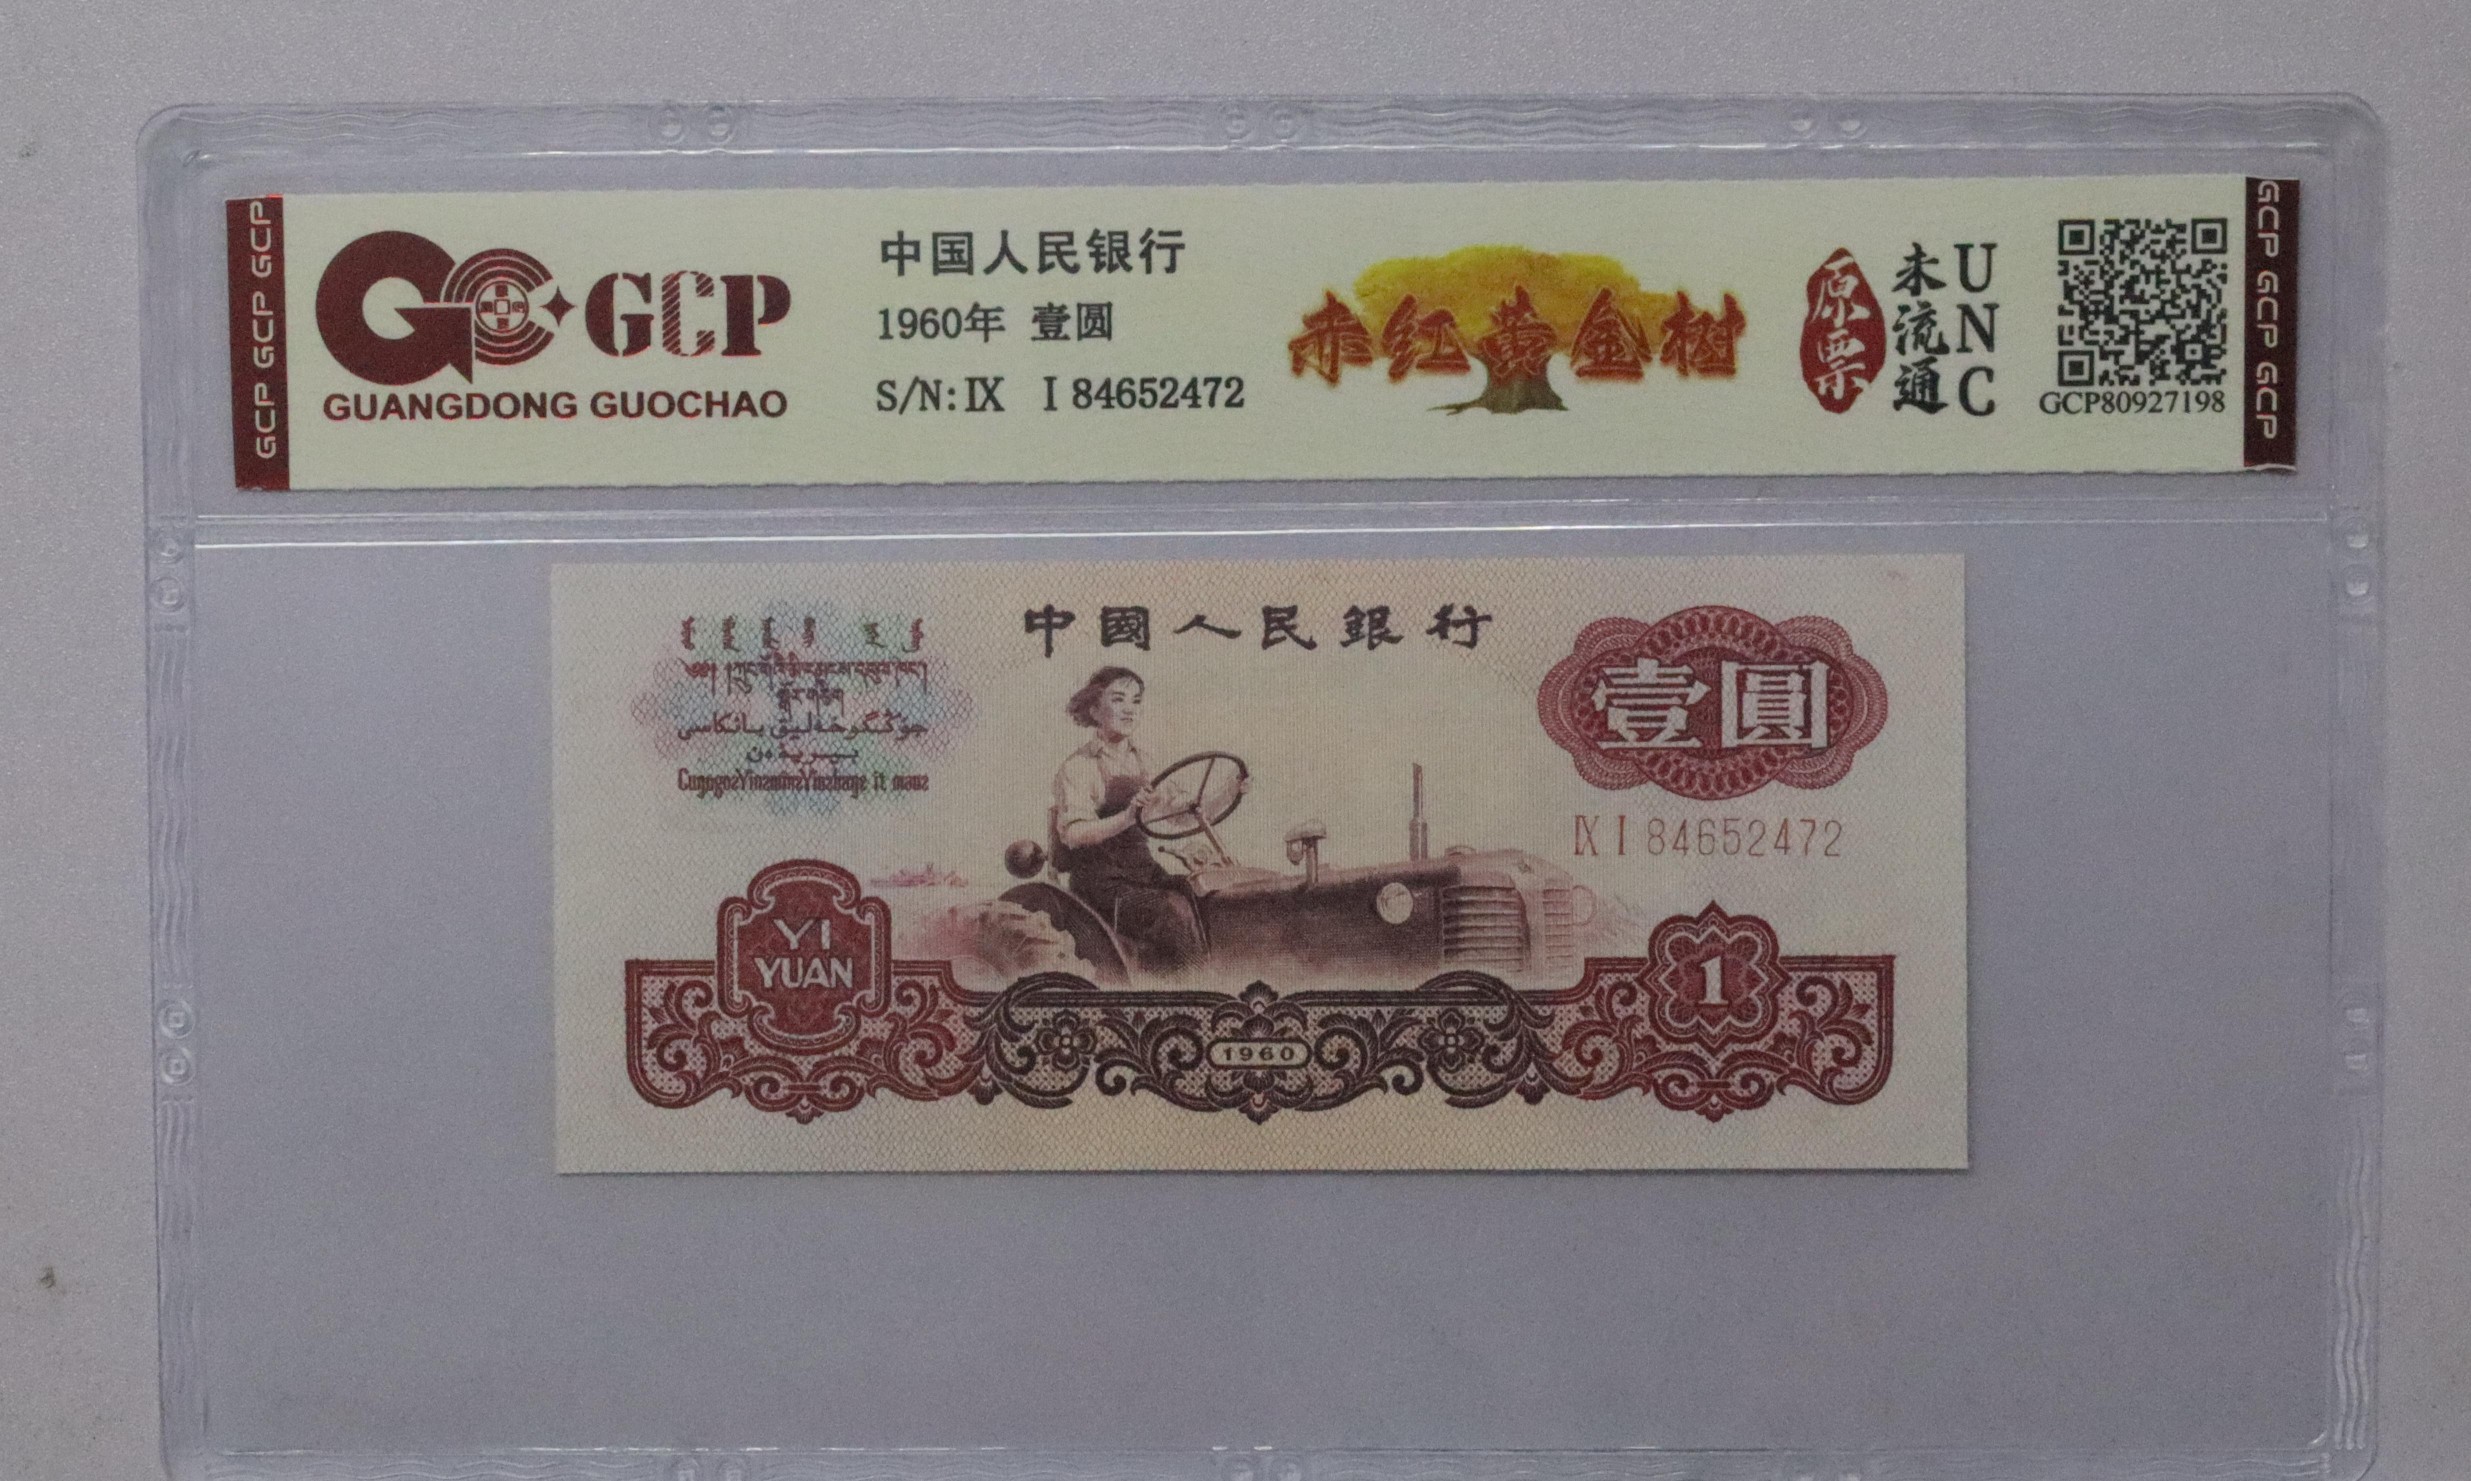 GCP GCP GCP
GCP
GUANGDONG GUOCHAO
中国人民银行
1960年 壹圆
S/N: IX I 84652472
赤红黄金树
原票
未流通
UNC
GCP80927198
GCP GCP GCP
中國人民銀行
壹圓
IX I 84652472
YI
YUAN
1
1960